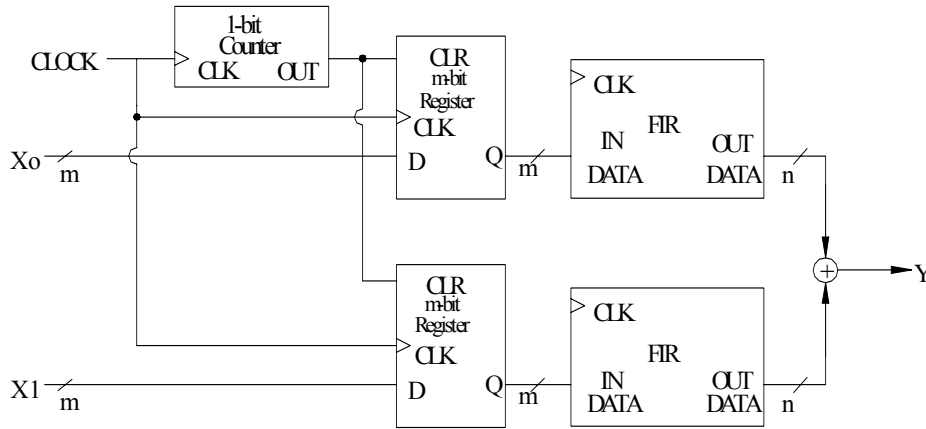 1-bit
Counter
CLOCK
CLK OUT
CLR
m-bit
Register
CLK
D Q
Xo
m
m
CLK
FIR
IN OUT
DATA DATA
n
Y
CLR
m-bit
Register
CLK
D Q
X1
m
m
CLK
FIR
IN OUT
DATA DATA
n